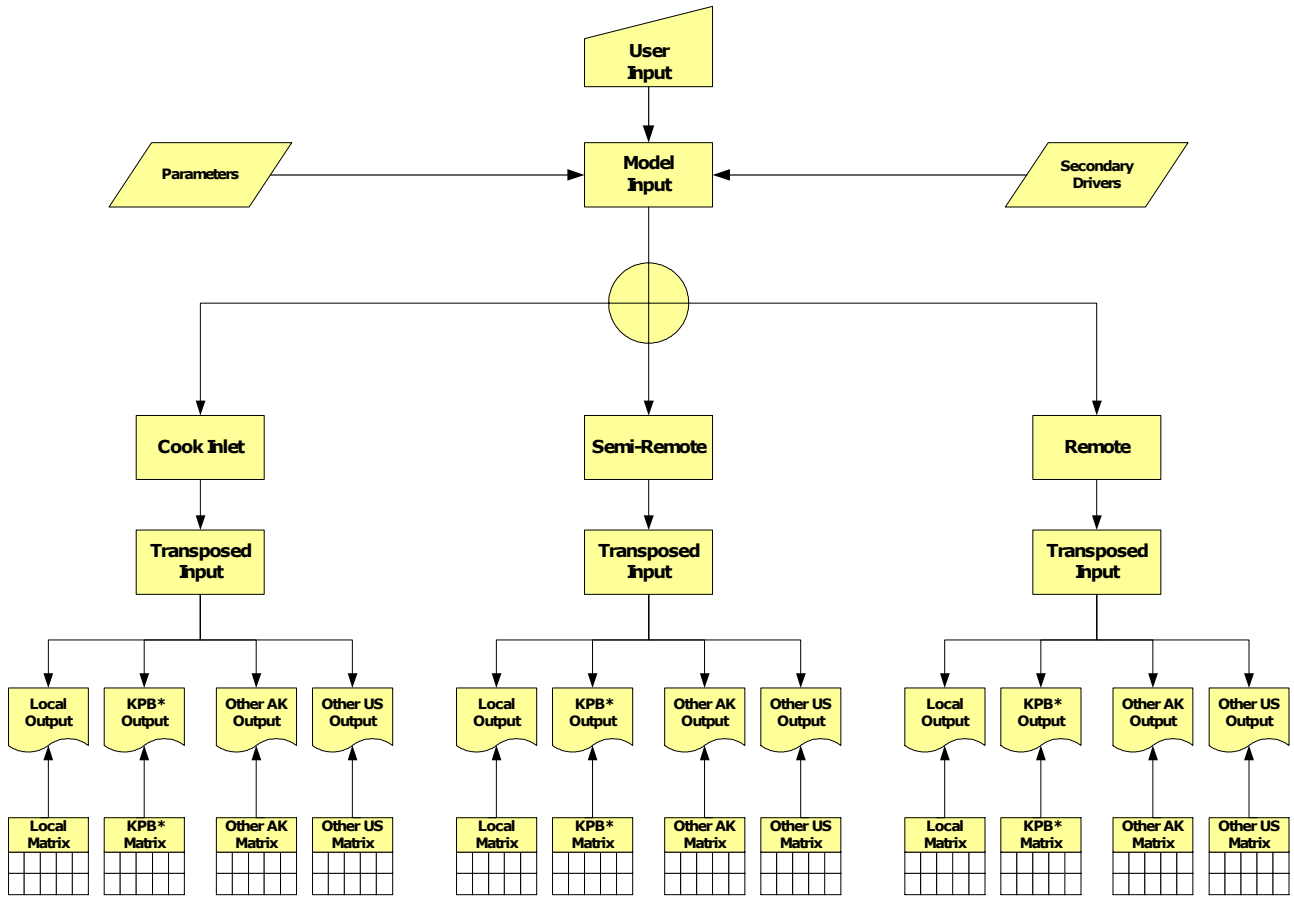 User
Input
Parameters
Model
Input
Secondary
Drivers
Cook Inlet
Semi-Remote
Remote
Transposed
Input
Transposed
Input
Transposed
Input
Local
Output
KPB*
Output
Other AK
Output
Other US
Output
Local
Output
KPB*
Output
Other AK
Output
Other US
Output
Local
Output
KPB*
Output
Other AK
Output
Other US
Output
Local
Matrix
KPB*
Matrix
Other AK
Matrix
Other US
Matrix
Local
Matrix
KPB*
Matrix
Other AK
Matrix
Other US
Matrix
Local
Matrix
KPB*
Matrix
Other AK
Matrix
Other US
Matrix